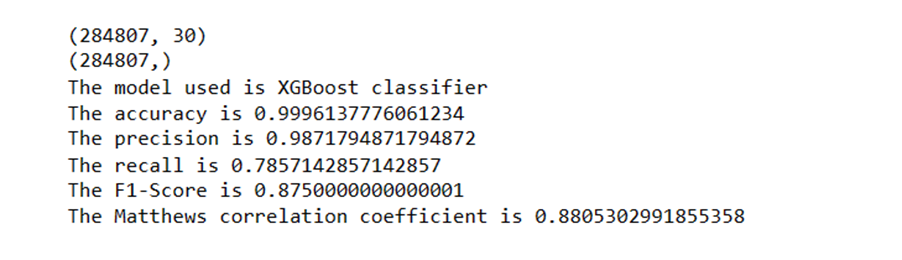 (284807, 30)
(284807,)
The model used is XGBoost classifier
The accuracy is 0.9996137776061234
The precision is 0.9871794871794872
The recall is 0.7857142857142857
The F1-Score is 0.8750000000000001
The Matthews correlation coefficient is 0.8805302991855358